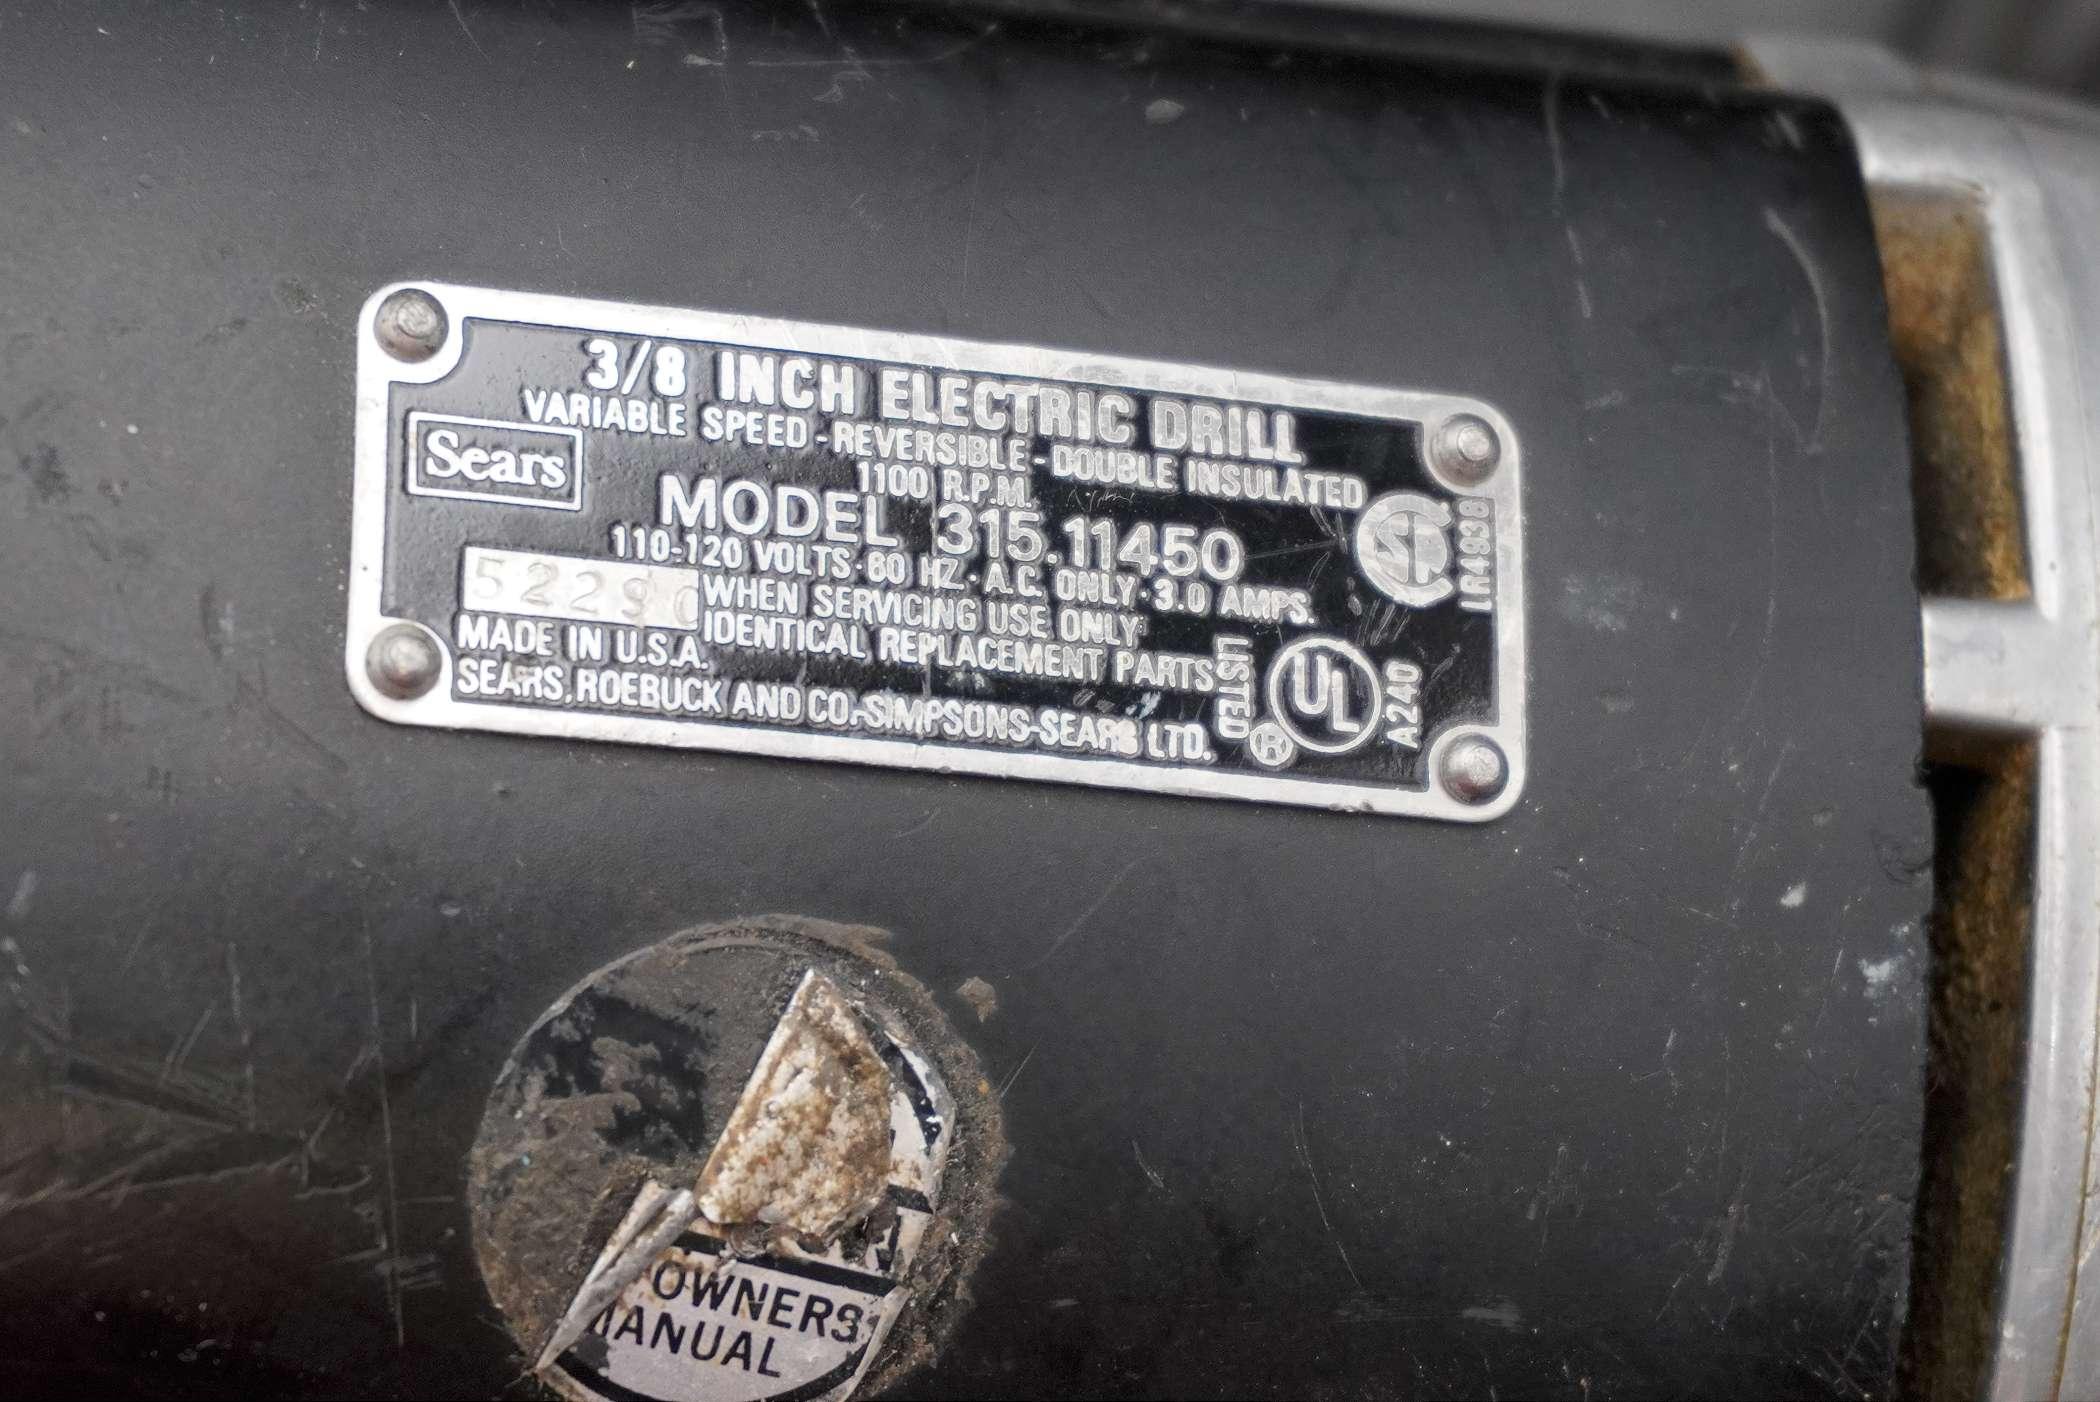 3/8 INCH ELECTRIC DRILL
VARIABLE SPEED - REVERSIBLE - DOUBLE INSULATED
Sears
1100 R.P.M.
MODEL 315.11450
110-120 VOLTS · 60 HZ · A.C. ONLY · 3.0 AMPS.
WHEN SERVICING USE ONLY
IDENTICAL REPLACEMENT PARTS
MADE IN U.S.A.
SEARS, ROEBUCK AND CO.-SIMPSONS-SEARS LTD.
LR4938
LISTED
UL
®
A240
OWNERS
MANUAL